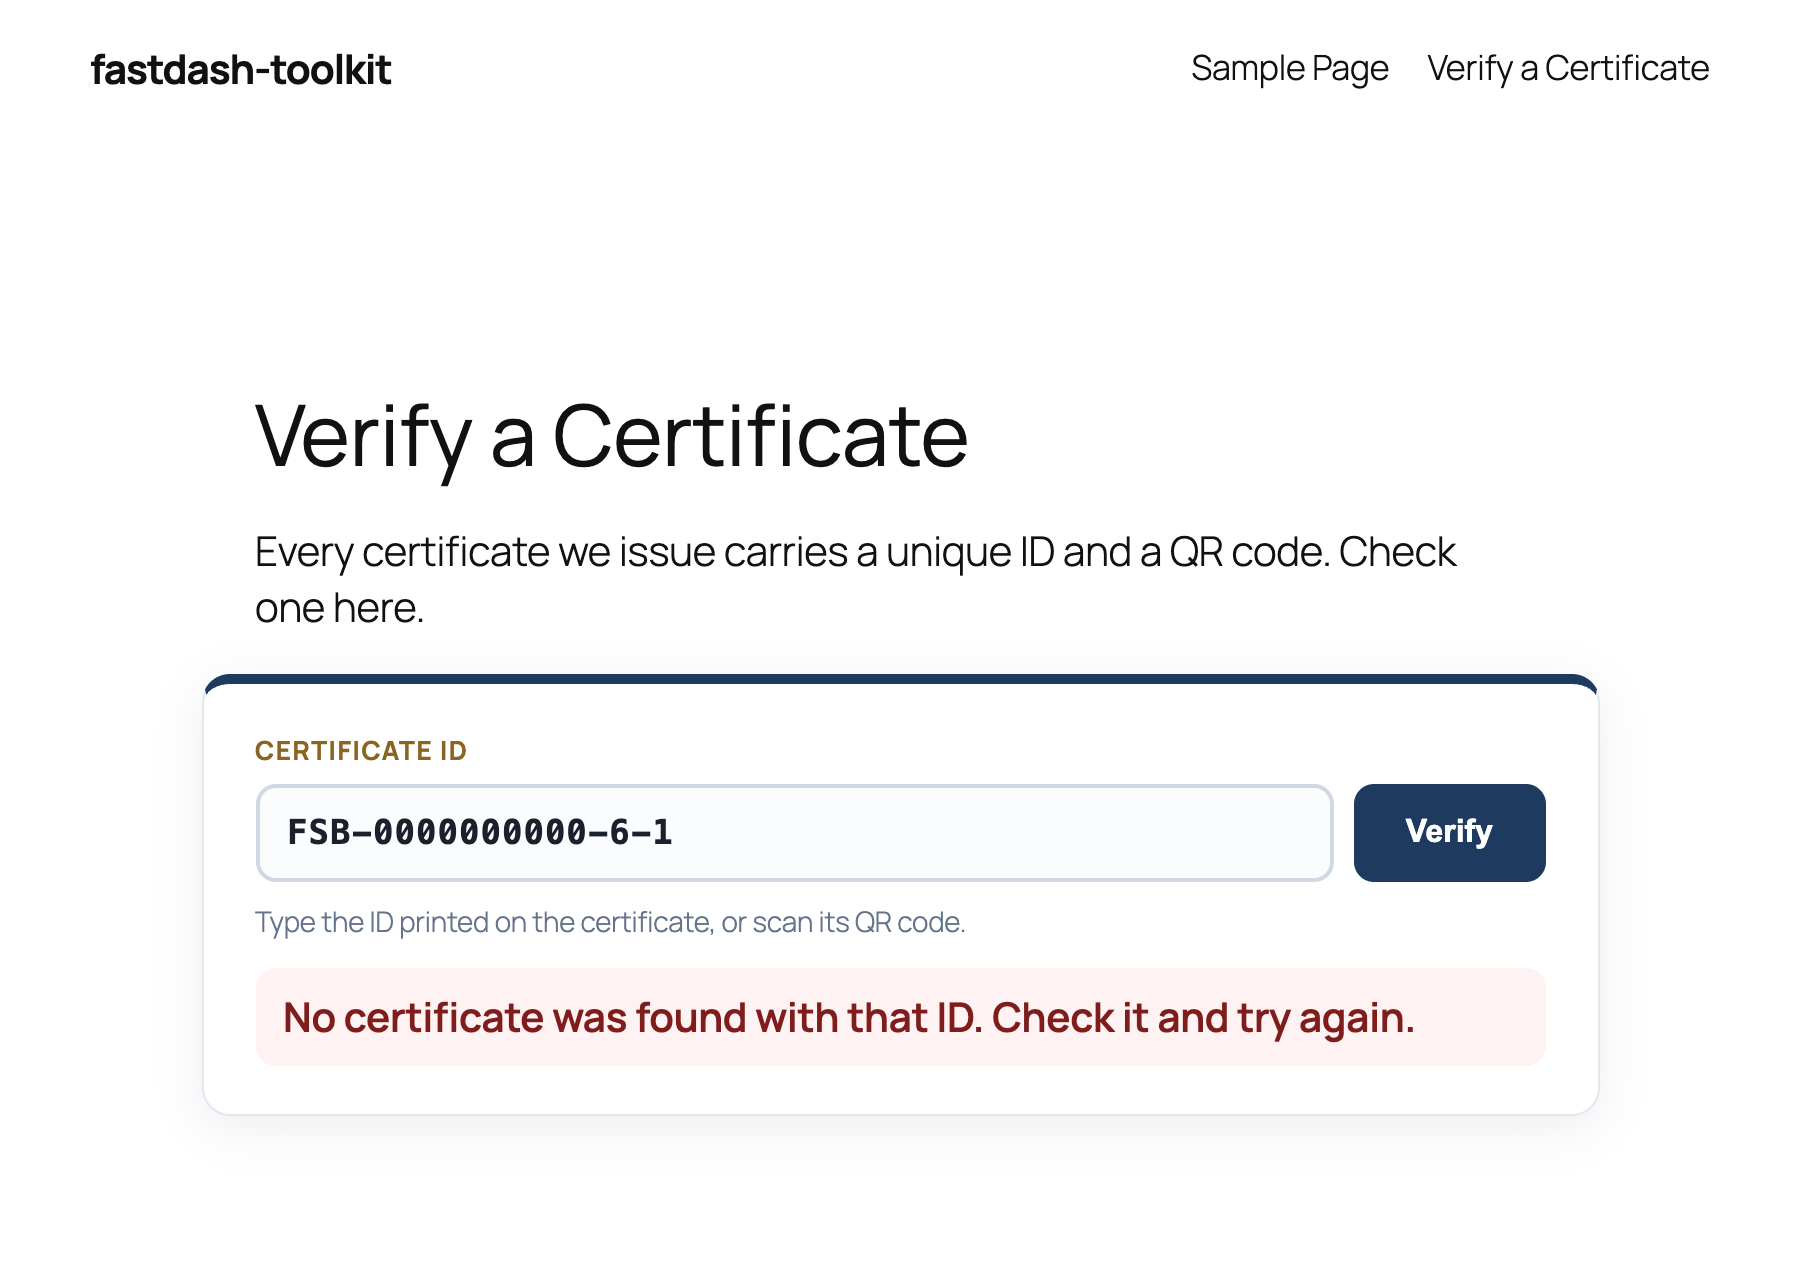 fastdash-toolkit
Sample Page
Verify a Certificate
Verify a Certificate
Every certificate we issue carries a unique ID and a QR code. Check
one here.
CERTIFICATE ID
FSB-0000000000-6-1
Verify
Type the ID printed on the certificate, or scan its QR code.
No certificate was found with that ID. Check it and try again.